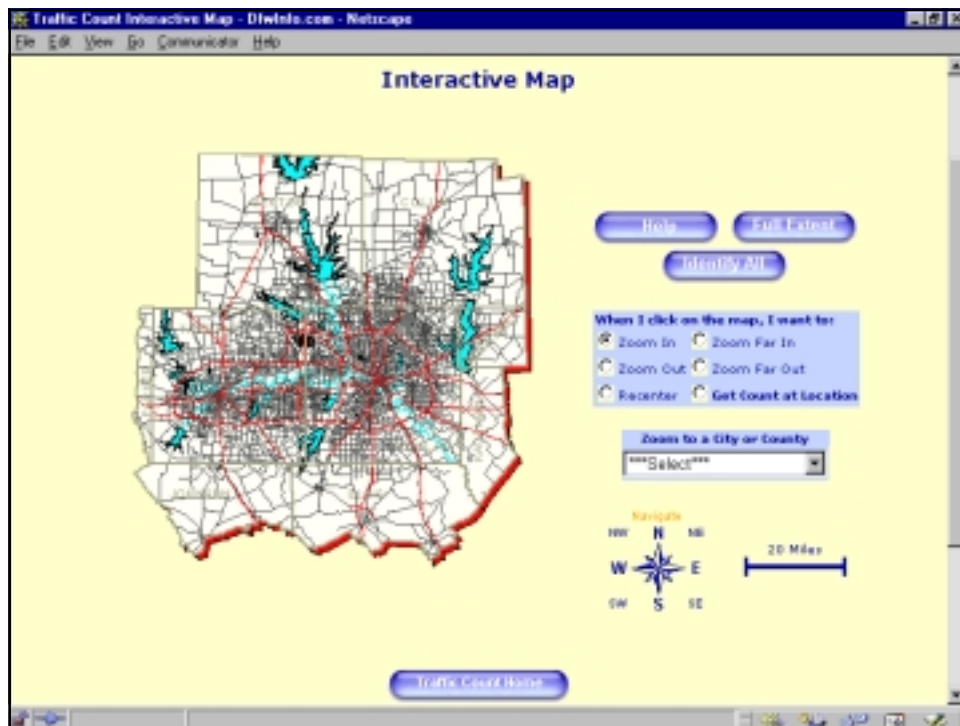 Traffic Count Interactive Map - DfwInfo.com - Netscape
File Edit View Go Communicator Help
Interactive Map
Help Full Extent
Identify All
When I click on the map, I want to:
Zoom In Zoom Far In
Zoom Out Zoom Far Out
Recenter Get Count at Location
Zoom to a City or County
***Select***
Navigate
NW N NE
W E
SW S SE
20 Miles
Traffic Count Home